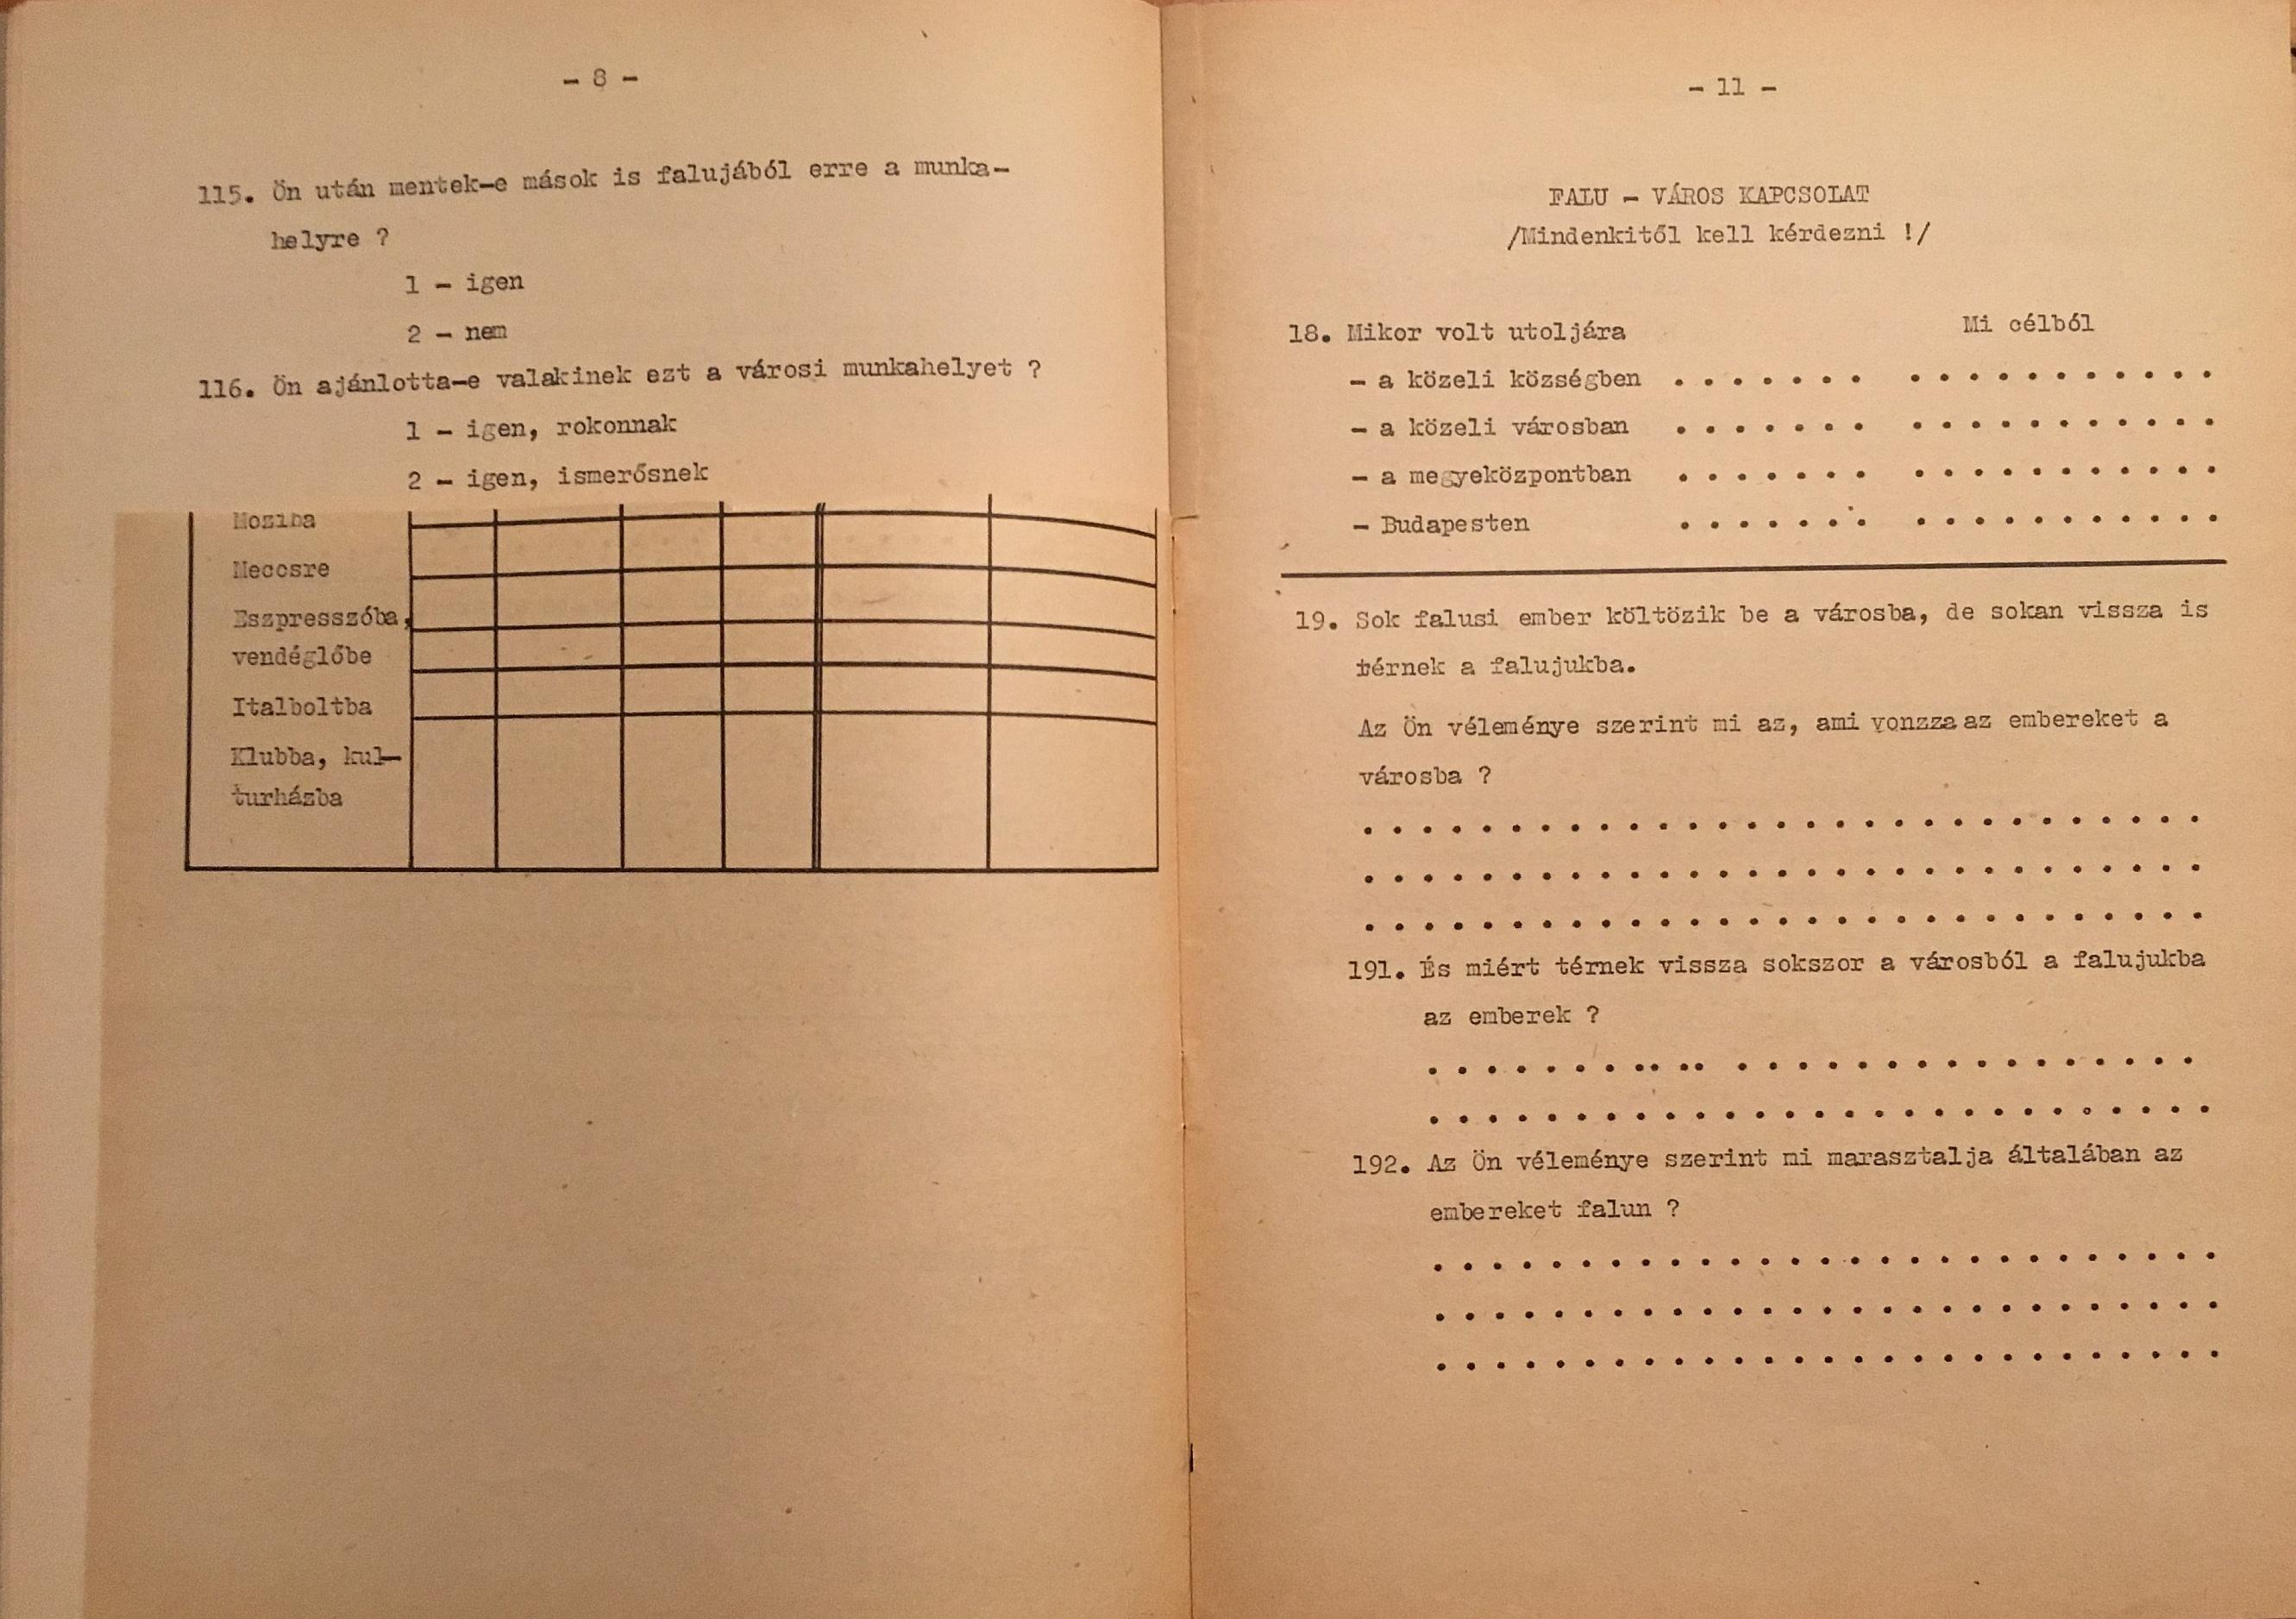 - 8 -
115. Ön után mentek-e mások is falujából erre a munka-
helyre ?
1 - igen
2 - nem
116. Ön ajánlotta-e valakinek ezt a városi munkahelyet ?
1 - igen, rokonnak
2 - igen, ismerősnek
Moziba
Meccsre
Eszpresszóba,
vendéglőbe
Italboltba
Klubba, kul-
turházba
- 11 -
FALU - VÁROS KAPCSOLAT
/Mindenkitől kell kérdezni !/
18. Mikor volt utoljára Mi célból
- a közeli községben . . . . . . . . . . . . . . . . . .
- a közeli városban . . . . . . . . . . . . . . . . . .
- a megyeközpontban . . . . . . . . . . . . . . . . . .
- Budapesten . . . . . . . . . . . . . . . . . .
19. Sok falusi ember költözik be a városba, de sokan vissza is
térnek a falujukba.
Az Ön véleménye szerint mi az, ami vonzza az embereket a
városba ?
. . . . . . . . . . . . . . . . . . . . . . . . . . . . .
. . . . . . . . . . . . . . . . . . . . . . . . . . . . .
. . . . . . . . . . . . . . . . . . . . . . . . . . . . .
191. És miért térnek vissza sokszor a városból a falujukba
az emberek ?
. . . . . . . .. .. . . . . . . . . . . . . . . . .
. . . . . . . . . . . . . . . . . . . . . . . . . . .
192. Az Ön véleménye szerint mi marasztalja általában az
embereket falun ?
. . . . . . . . . . . . . . . . . . . . . . . . . . .
. . . . . . . . . . . . . . . . . . . . . . . . . . .
. . . . . . . . . . . . . . . . . . . . . . . . . . .